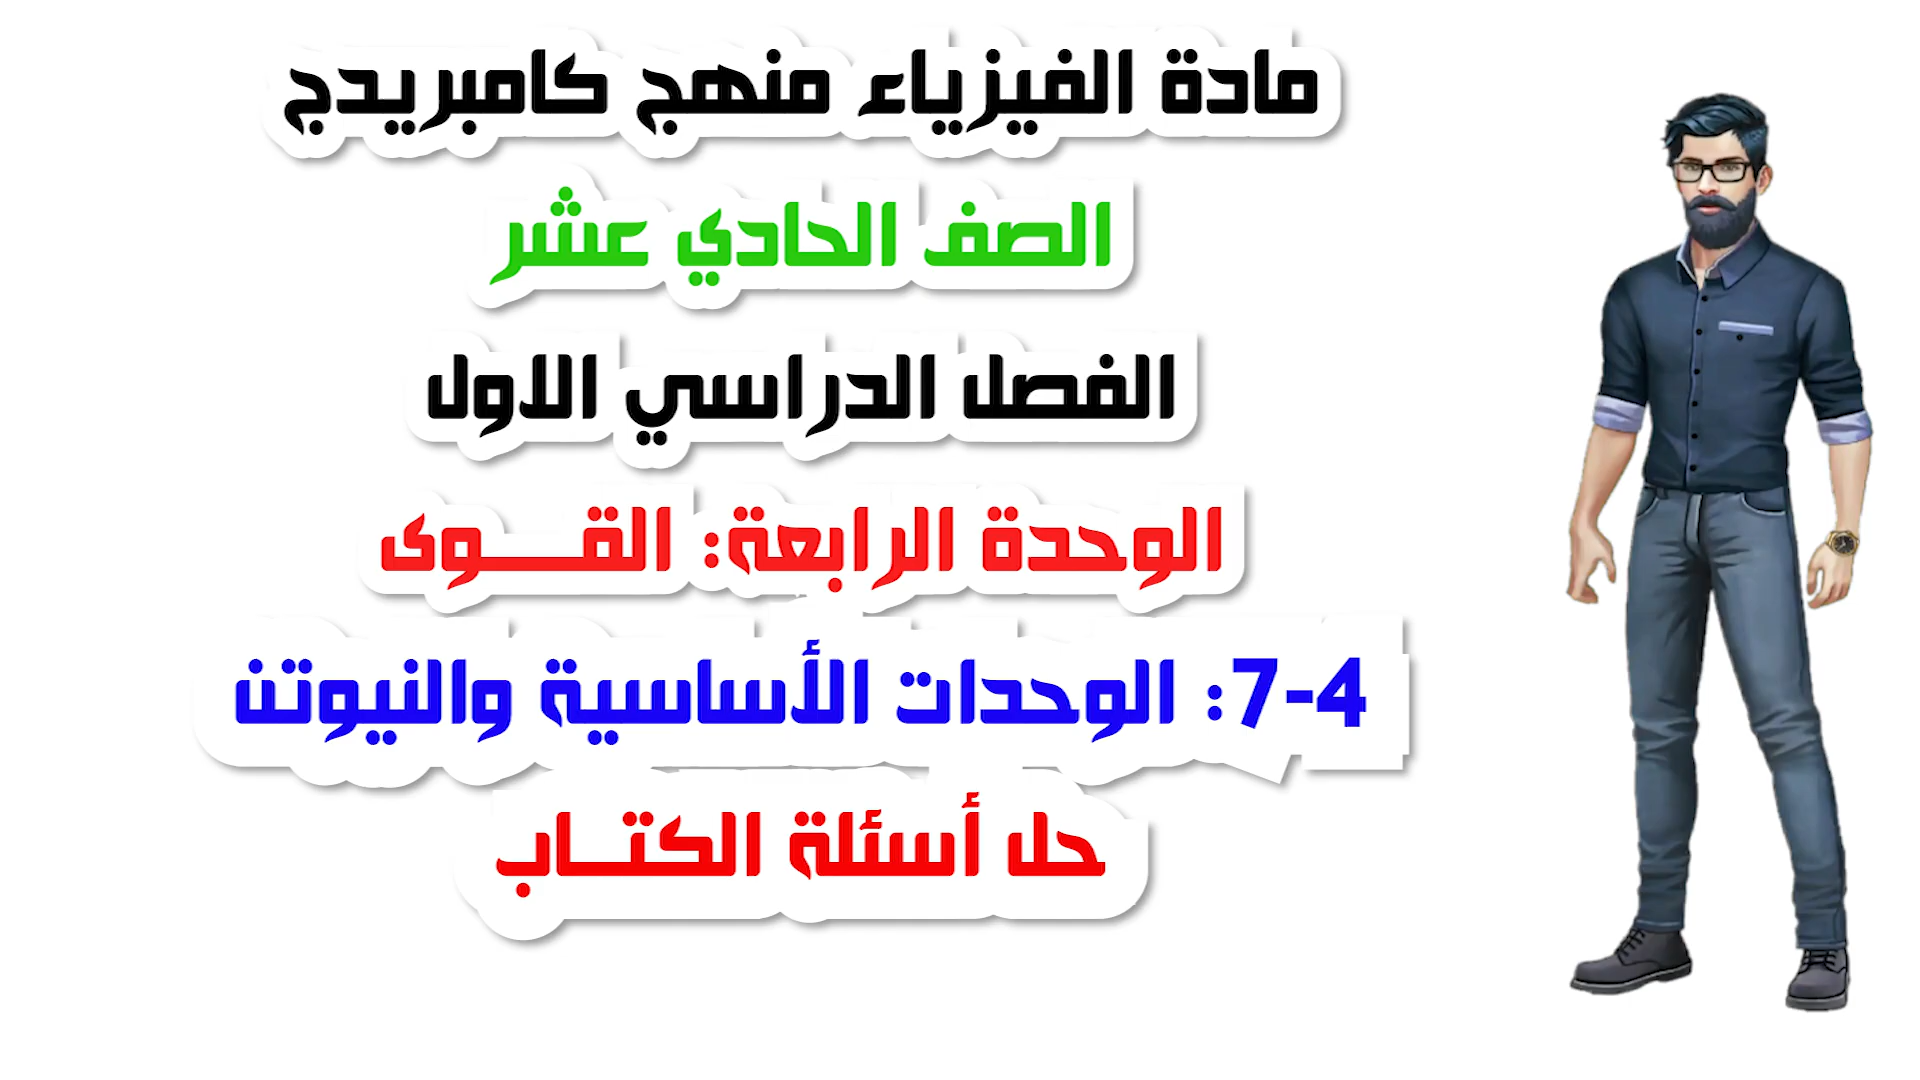 مادة الفيزياء منهج كامبريدج
الصف الحادي عشر
الفصل الدراسي الاول
الوحدة الرابعة: القـــوى
4-7: الوحدات الأساسية والنيوتن
حل أسئلة الكتــاب